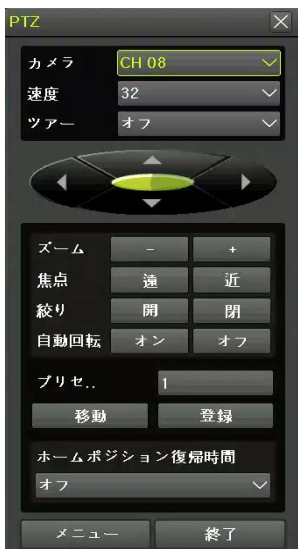 PTZ
カメラ CH 08
速度 32
ツアー オフ
ズーム - +
焦点 遠 近
絞り 開 閉
自動回転 オン オフ
プリセ.. 1
移動 登録
ホームポジション復帰時間
オフ
メニュー 終了